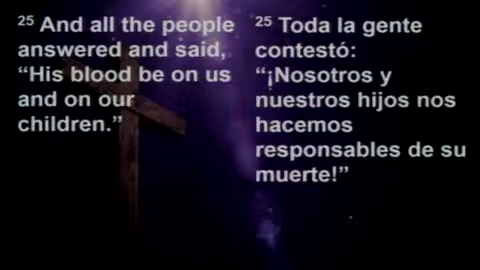 25 And all the people
answered and said,
“His blood be on us
and on our
children.”
25 Toda la gente
contestó:
“¡Nosotros y
nuestros hijos nos
hacemos
responsables de su
muerte!”